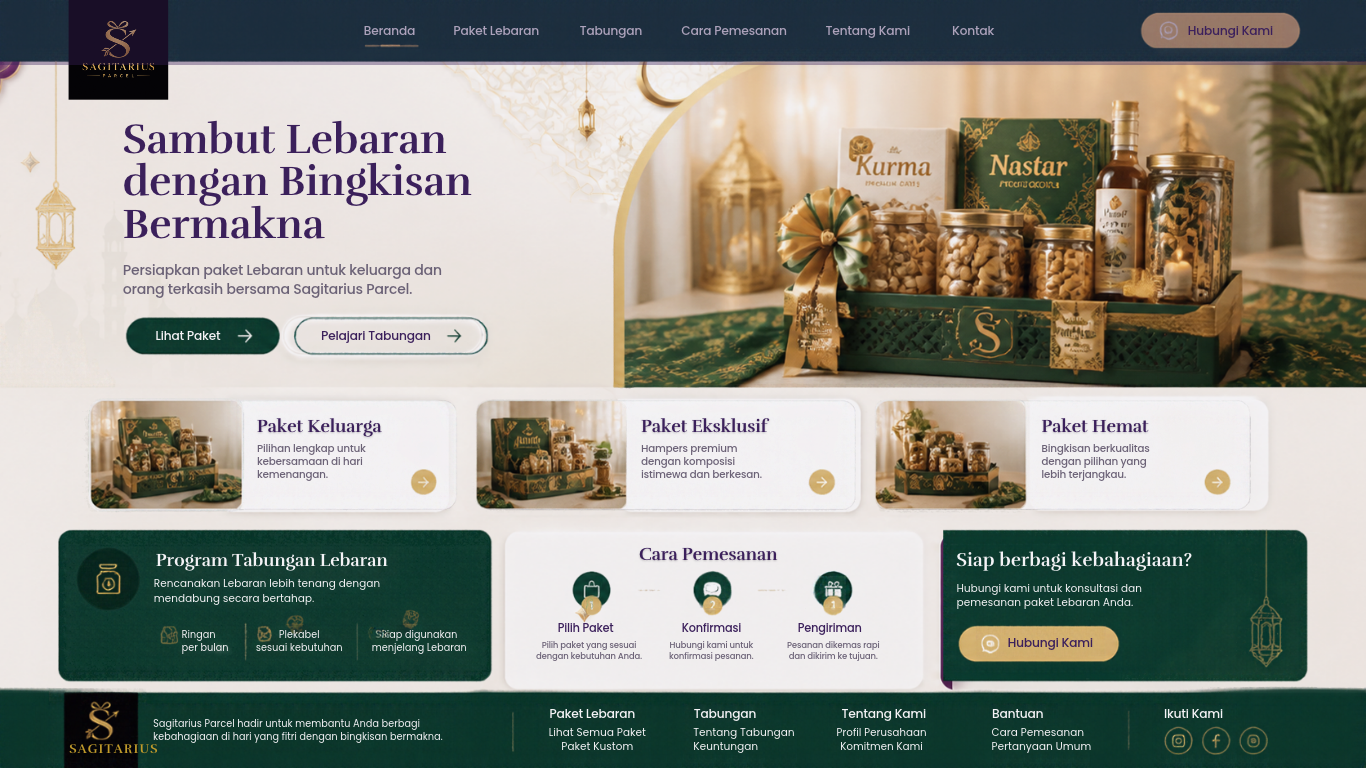 SAGITARIUS
PARCEL
Beranda
Paket Lebaran
Tabungan
Cara Pemesanan
Tentang Kami
Kontak
Hubungi Kami
Sambut Lebaran
dengan Bingkisan
Bermakna
Persiapkan paket Lebaran untuk keluarga dan
orang terkasih bersama Sagitarius Parcel.
Lihat Paket
Pelajari Tabungan
Kurma
Nastar
S
Paket Keluarga
Pilihan lengkap untuk
kebersamaan di hari
kemenangan.
Paket Eksklusif
Hampers premium
dengan komposisi
istimewa dan berkesan.
Paket Hemat
Bingkisan berkualitas
dengan pilihan yang
lebih terjangkau.
Program Tabungan Lebaran
Rencanakan Lebaran lebih tenang dengan
mendabung secara bertahap.
Ringan
per bulan
Plekabel
sesuai kebutuhan
digunakan
menjelang Lebaran
Cara Pemesanan
Pilih Paket
Pilih paket yang sesuai
dengan kebutuhan Anda.
2
Konfirmasi
Hubungi kami untuk
konfirmasi pesanan.
Pengiriman
Pesanan dikemas rapi
dan dikirim ke tujuan.
Siap berbagi kebahagiaan?
Hubungi kami untuk konsultasi dan
pemesanan paket Lebaran Anda.
Hubungi Kami
SAGITARIUS
Sagitarius Parcel hadir untuk membantu Anda berbagi
kebahagiaan di hari yang fitri dengan bingkisan bermakna.
Paket Lebaran
Lihat Semua Paket
Paket Kustom
Tabungan
Tentang Tabungan
Keuntungan
Tentang Kami
Profil Perusahaan
Komitmen Kami
Bantuan
Cara Pemesanan
Pertanyaan Umum
Ikuti Kami